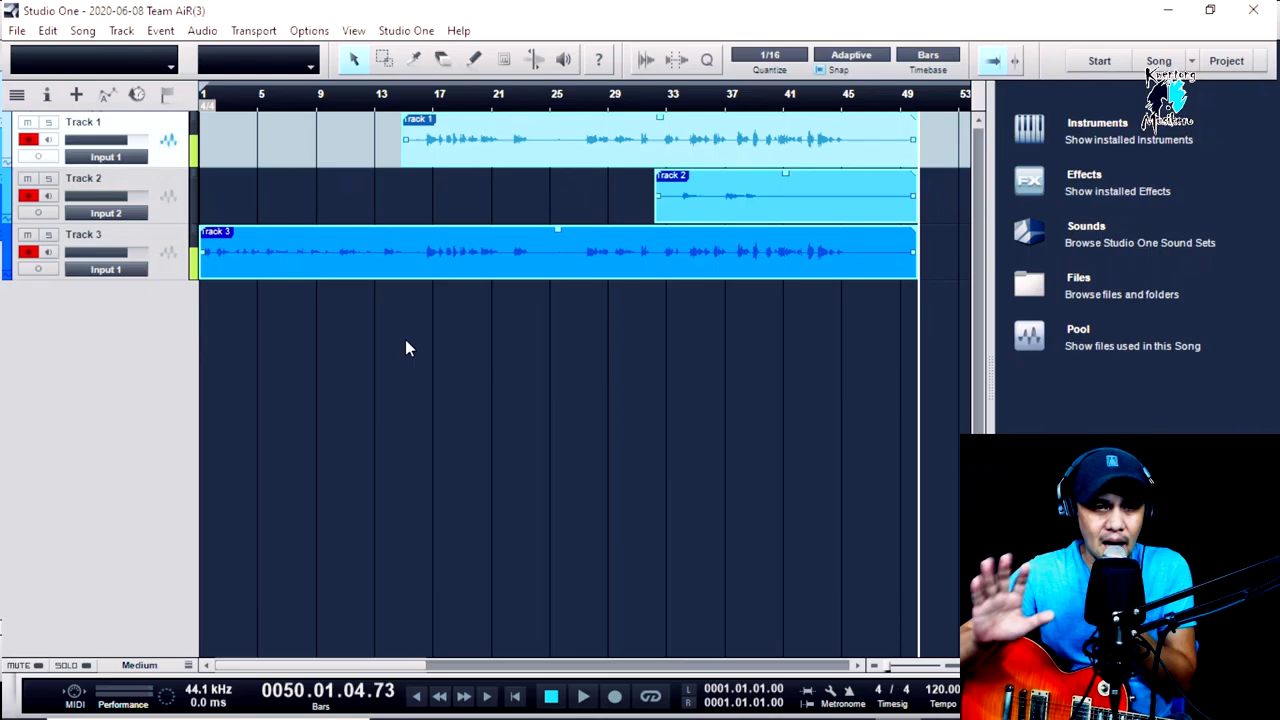 Studio One - 2020-06-08 Team AiR(3)
File Edit Song Track Event Audio Transport Options View Studio One Help
? 1/16 Quantize Adaptive Snap Bars Timebase Start Song Project
1 5 9 13 17 21 25 29 33 37 41 45 49 53
4/4
M S Track 1 Input 1
Track 1
M S Track 2 Input 2
Track 2
M S Track 3 Input 1
Track 3
Instruments
Show installed Instruments
FX
Effects
Show installed Effects
Sounds
Browse Studio One Sound Sets
Files
Browse files and folders
Pool
Show files used in this Song
MUTE SOLO Medium
MIDI Performance 44.1 kHz 0.0 ms 0050.01.04.73 Bars L 0001.01.01.00 R 0001.01.01.00 Metronome 4 / 4 Timesig 120.00 Tempo